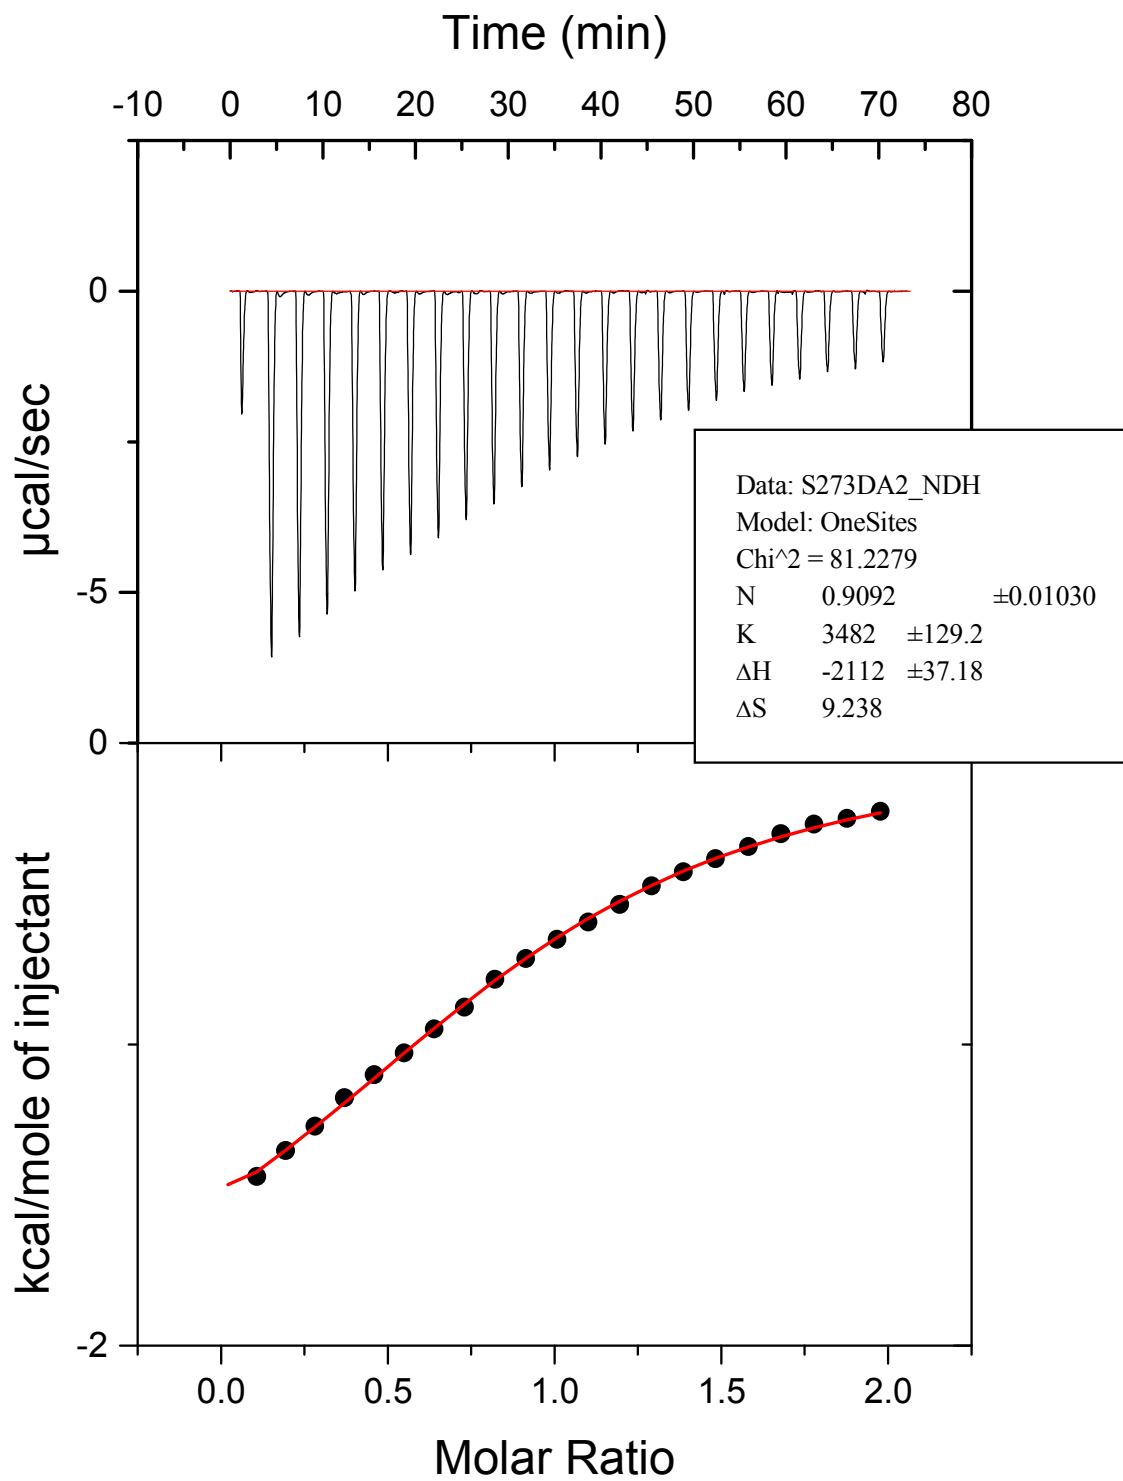 Time (min)
-10 0 10 20 30 40 50 60 70 80
0
-5
µcal/sec
Data: S273DA2_NDH
Model: OneSites
Chi^2 = 81.2279
N 0.9092 ±0.01030
K 3482 ±129.2
ΔH -2112 ±37.18
ΔS 9.238
0
-2
kcal/mole of injectant
0.0 0.5 1.0 1.5 2.0
Molar Ratio